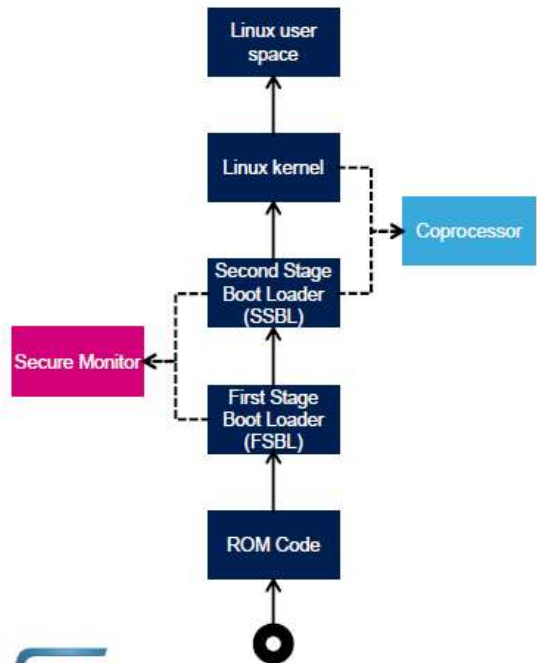 Linux user
space
Linux kernel
Coprocessor
Second Stage
Boot Loader
(SSBL)
Secure Monitor
First Stage
Boot Loader
(FSBL)
ROM Code